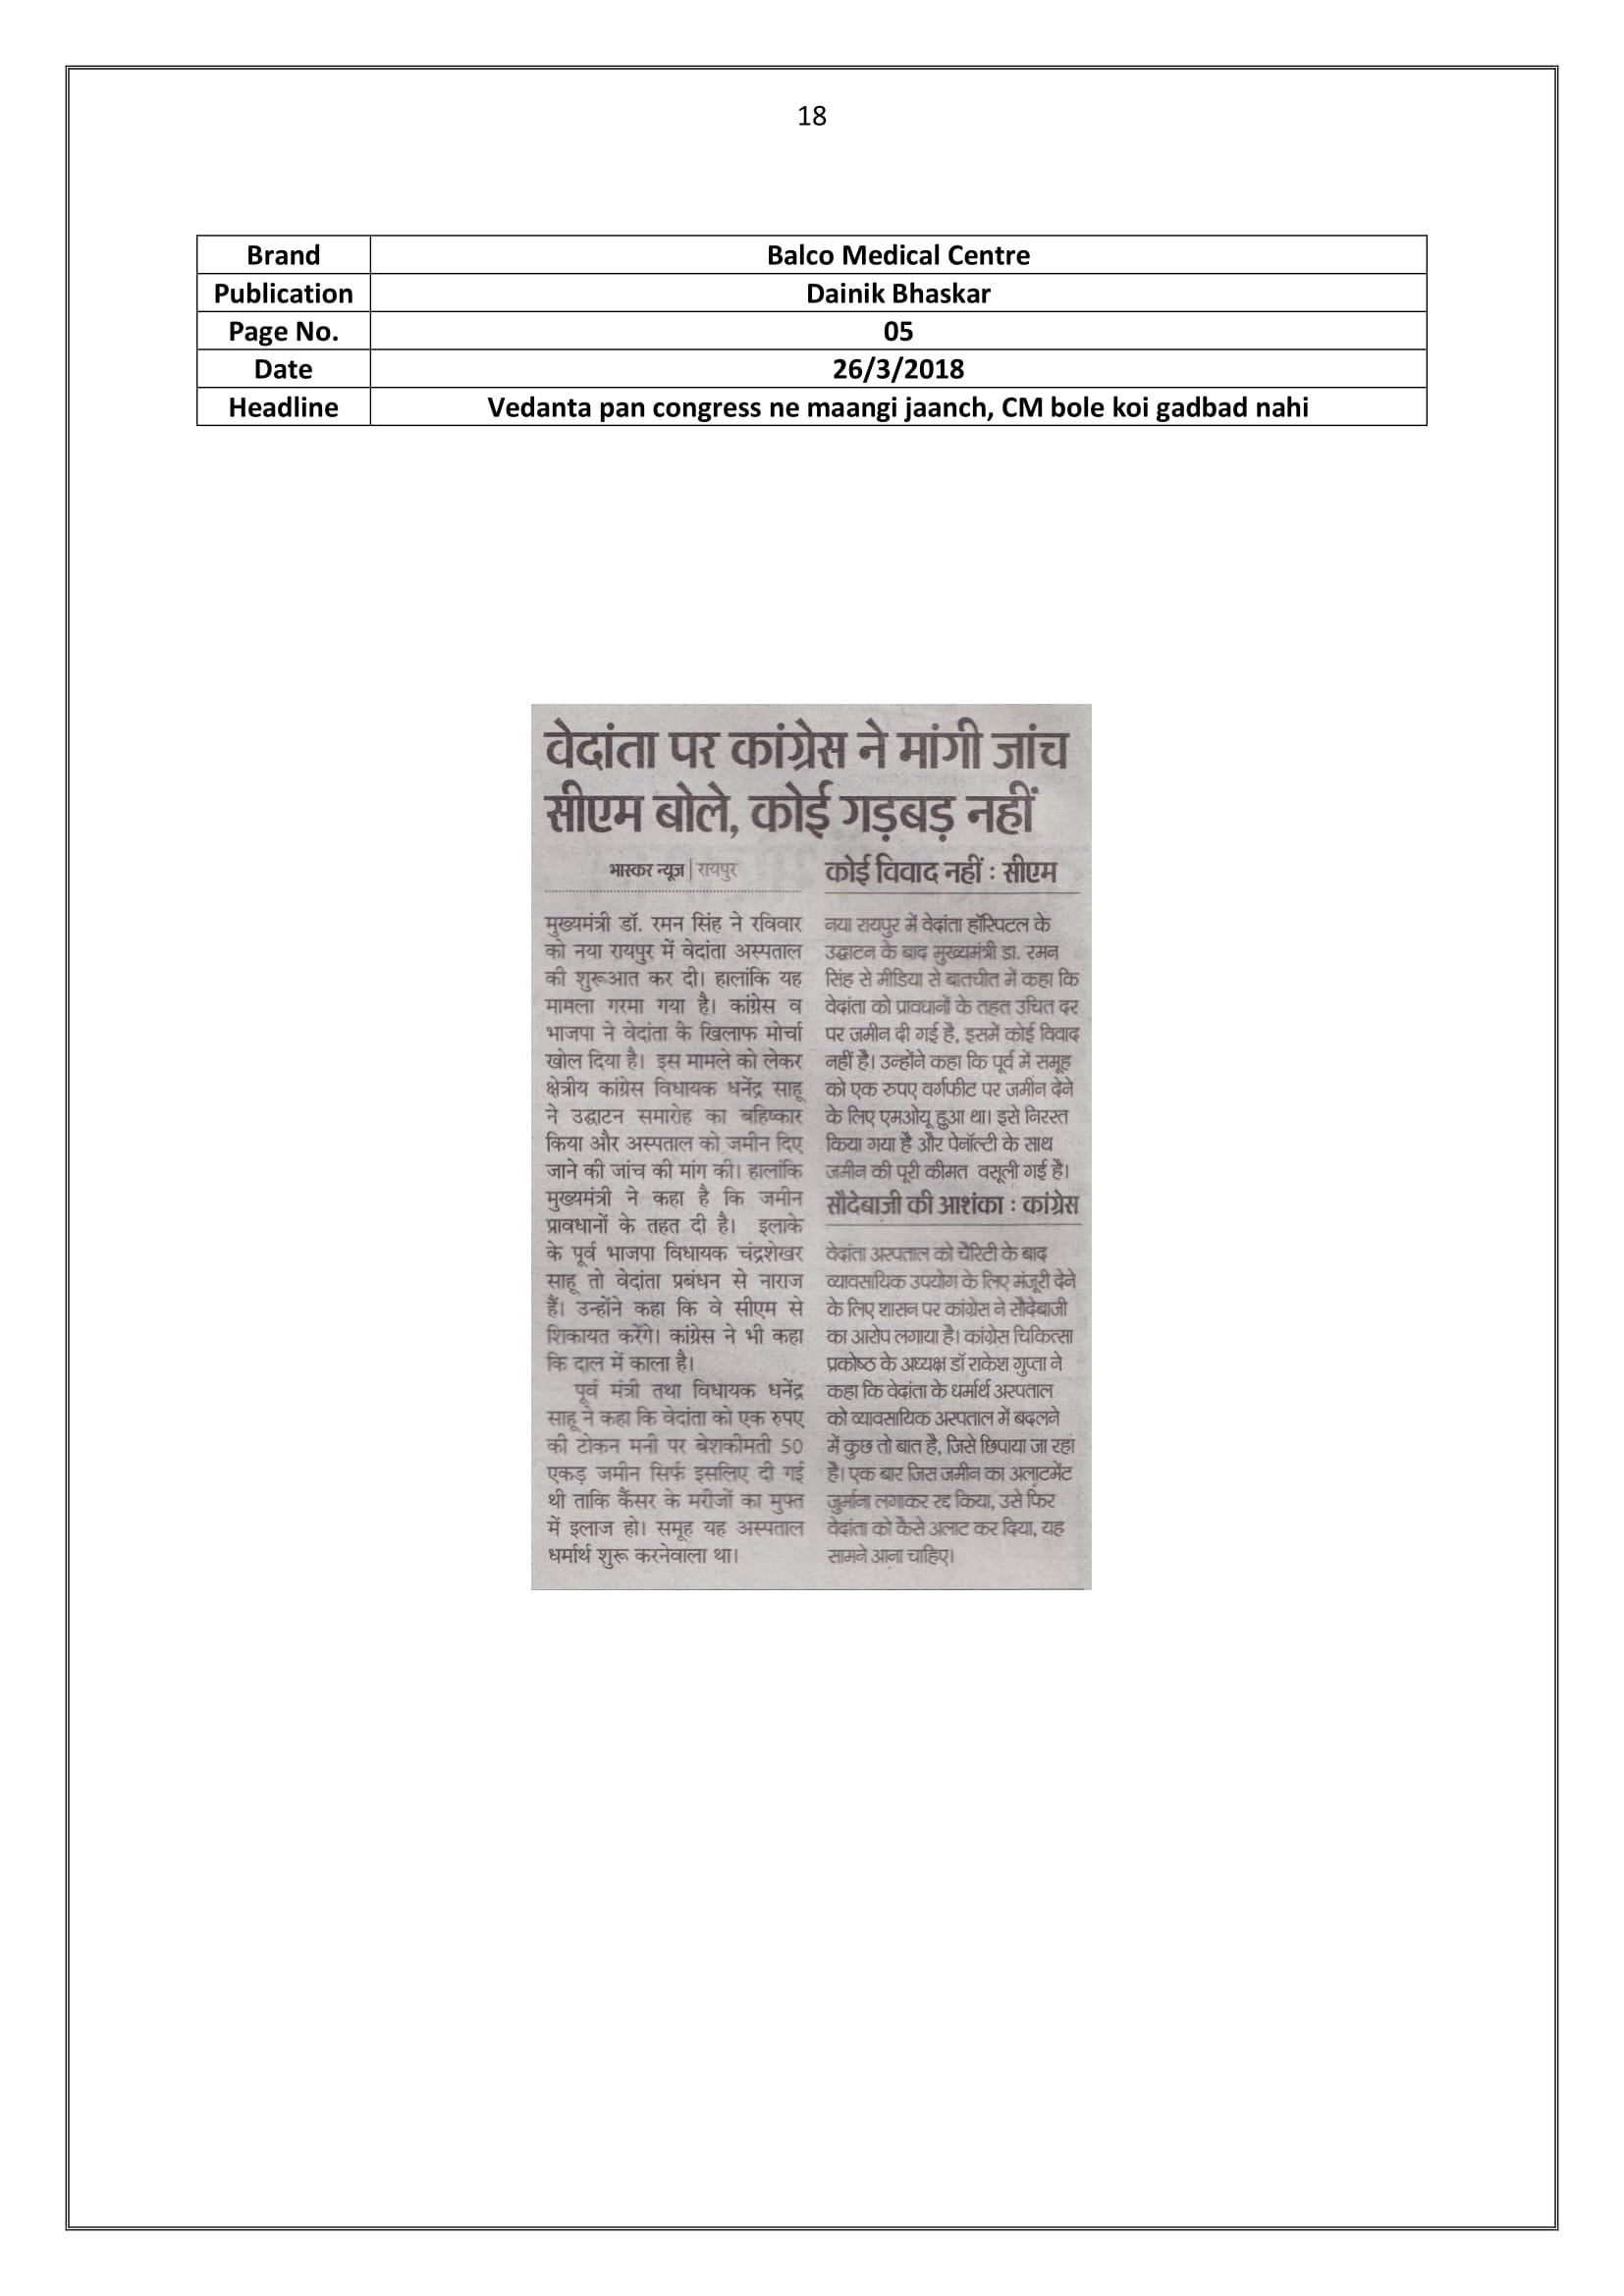 18
Brand Balco Medical Centre
Publication Dainik Bhaskar
Page No. 05
Date 26/3/2018
Headline Vedanta pan congress ne maangi jaanch, CM bole koi gadbad nahi
वेदांता पर कांग्रेस ने मांगी जांच
सीएम बोले, कोई गड़बड़ नहीं
भास्कर न्यूज | रायपुर
मुख्यमंत्री डॉ. रमन सिंह ने रविवार
को नया रायपुर में वेदांता अस्पताल
की शुरूआत कर दी। हालांकि यह
मामला गरमा गया है। कांग्रेस व
भाजपा ने वेदांता के खिलाफ मोर्चा
खोल दिया है। इस मामले को लेकर
क्षेत्रीय कांग्रेस विधायक धनेंद्र साहू
ने उद्घाटन समारोह का बहिष्कार
किया और अस्पताल को जमीन दिए
जाने की जांच की मांग की। हालांकि
मुख्यमंत्री ने कहा है कि जमीन
प्रावधानों के तहत दी है। इलाके
के पूर्व भाजपा विधायक चंद्रशेखर
साहू तो वेदांता प्रबंधन से नाराज
हैं। उन्होंने कहा कि वे सीएम से
शिकायत करेंगे। कांग्रेस ने भी कहा
कि दाल में काला है।
पूर्व मंत्री तथा विधायक धनेंद्र
साहू ने कहा कि वेदांता को एक रुपए
की टोकन मनी पर बेशकीमती 50
एकड़ जमीन सिर्फ इसलिए दी गई
थी ताकि कैंसर के मरीजों का मुफ्त
में इलाज हो। समूह यह अस्पताल
धर्मार्थ शुरू करनेवाला था।
कोई विवाद नहीं : सीएम
नया रायपुर में वेदांता हॉस्पिटल के
उद्घाटन के बाद मुख्यमंत्री डा. रमन
सिंह से मीडिया से बातचीत में कहा कि
वेदांता को प्रावधानों के तहत उचित दर
पर जमीन दी गई है, इसमें कोई विवाद
नहीं है। उन्होंने कहा कि पूर्व में समूह
को एक रुपए वर्गफीट पर जमीन देने
के लिए एमओयू हुआ था। इसे निरस्त
किया गया है और पेनॉल्टी के साथ
जमीन की पूरी कीमत वसूली गई है।
सौदेबाजी की आशंका : कांग्रेस
वेदांता अस्पताल को चैरिटी के बाद
व्यावसायिक उपयोग के लिए मंजूरी देने
के लिए शासन पर कांग्रेस ने सौदेबाजी
का आरोप लगाया है। कांग्रेस चिकित्सा
प्रकोष्ठ के अध्यक्ष डॉ राकेश गुप्ता ने
कहा कि वेदांता के धर्मार्थ अस्पताल
को व्यावसायिक अस्पताल में बदलने
में कुछ तो बात है, जिसे छिपाया जा रहा
है। एक बार जिस जमीन का अलाटमेंट
जुर्माना लगाकर रद्द किया, उसे फिर
वेदांता को कैसे अलाट कर दिया, यह
सामने आना चाहिए।